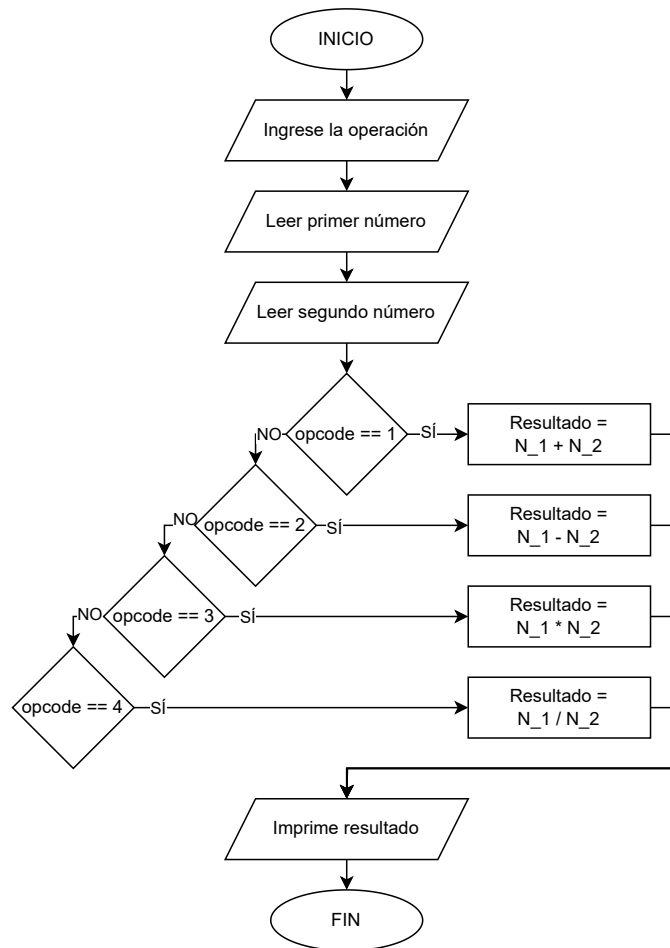 INICIO
Ingrese la operación
Leer primer número
Leer segundo número
opcode == 1
NO
SÍ
Resultado =
N_1 + N_2
opcode == 2
NO
SÍ
Resultado =
N_1 - N_2
opcode == 3
NO
SÍ
Resultado =
N_1 * N_2
opcode == 4
SÍ
Resultado =
N_1 / N_2
Imprime resultado
FIN